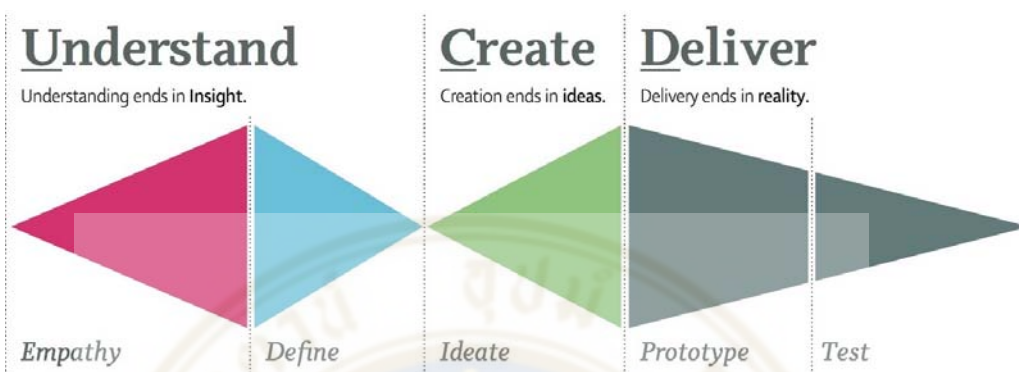 Understand
Understanding ends in Insight.
Create
Creation ends in ideas.
Deliver
Delivery ends in reality.
Empathy
Define
Ideate
Prototype
Test